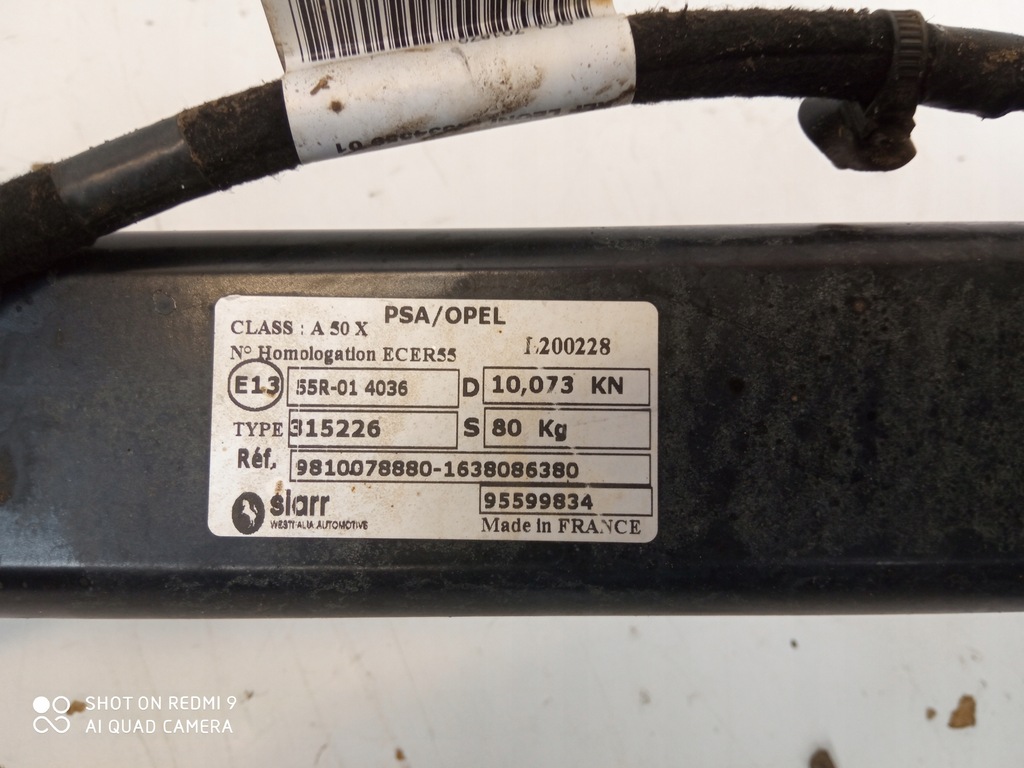 PSA/OPEL
CLASS : A 50 X
N° Homologation ECER55 L200228
E13 55R-01 4036 D 10,073 KN
TYPE 315226 S 80 Kg
Réf. 9810078880-1638086380
siarr 95599834
WESTFALIA AUTOMOTIVE Made in FRANCE
SHOT ON REDMI 9
AI QUAD CAMERA